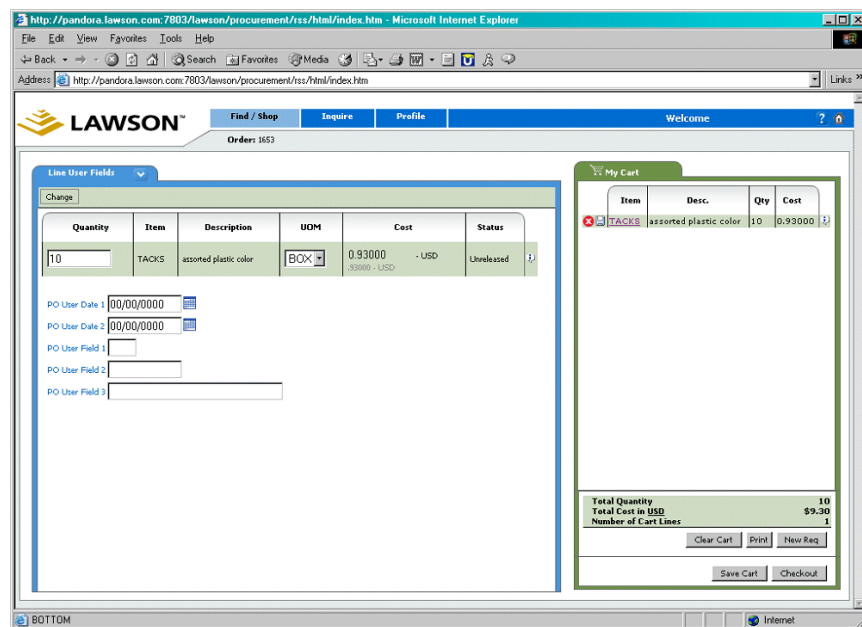 http://pandora.lawson.com:7803/lawson/procurement/rss/html/index.htm - Microsoft Internet Explorer
File Edit View Favorites Tools Help
Back Search Favorites Media
Address http://pandora.lawson.com:7803/lawson/procurement/rss/html/index.htm Links »
LAWSON™ Find / Shop Inquire Profile Welcome ?
Order: 1653
Line User Fields
Change
Quantity Item Description UOM Cost Status
10 TACKS assorted plastic color BOX 0.93000 - USD Unreleased
.93000 - USD
PO User Date 1 00/00/0000
PO User Date 2 00/00/0000
PO User Field 1
PO User Field 2
PO User Field 3
My Cart
Item Desc. Qty Cost
TACKS assorted plastic color 10 0.93000
Total Quantity 10
Total Cost in USD $9.30
Number of Cart Lines 1
Clear Cart Print New Req
Save Cart Checkout
BOTTOM Internet